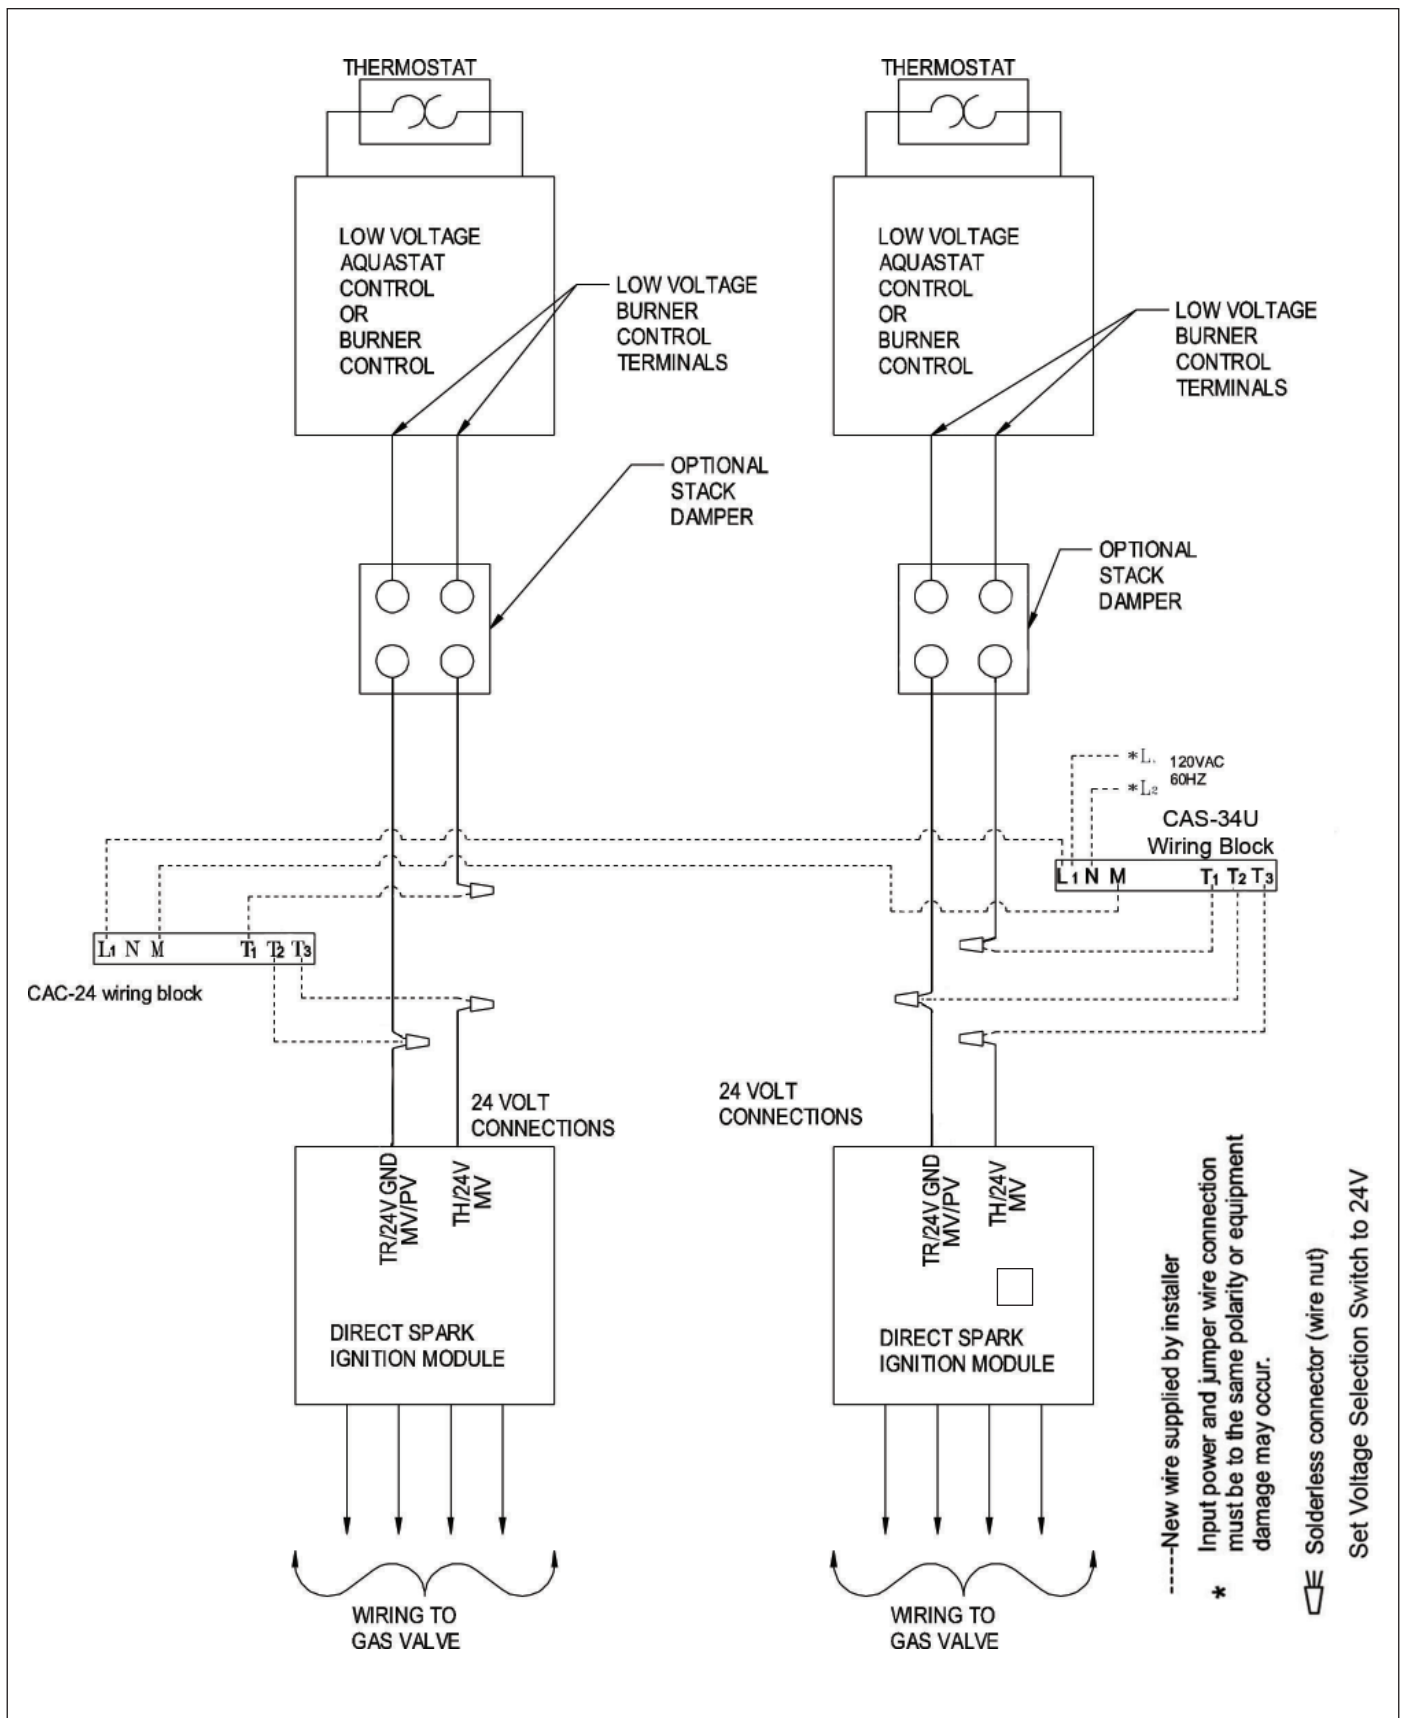 THERMOSTAT
THERMOSTAT
LOW VOLTAGE
AQUASTAT
CONTROL
OR
BURNER
CONTROL
LOW VOLTAGE
BURNER
CONTROL
TERMINALS
LOW VOLTAGE
AQUASTAT
CONTROL
OR
BURNER
CONTROL
LOW VOLTAGE
BURNER
CONTROL
TERMINALS
OPTIONAL
STACK
DAMPER
OPTIONAL
STACK
DAMPER
*L₁ 120VAC
60HZ
*L₂
CAS-34U
Wiring Block
L1 N M T1 T2 T3
L1 N M T1 T2 T3
CAC-24 wiring block
24 VOLT
CONNECTIONS
24 VOLT
CONNECTIONS
TR/24V GND
MV/PV
TH/24V
MV
DIRECT SPARK
IGNITION MODULE
TR/24V GND
MV/PV
TH/24V
MV
DIRECT SPARK
IGNITION MODULE
WIRING TO
GAS VALVE
WIRING TO
GAS VALVE
-----New wire supplied by installer
* Input power and jumper wire connection
must be to the same polarity or equipment
damage may occur.
Solderless connector (wire nut)
Set Voltage Selection Switch to 24V